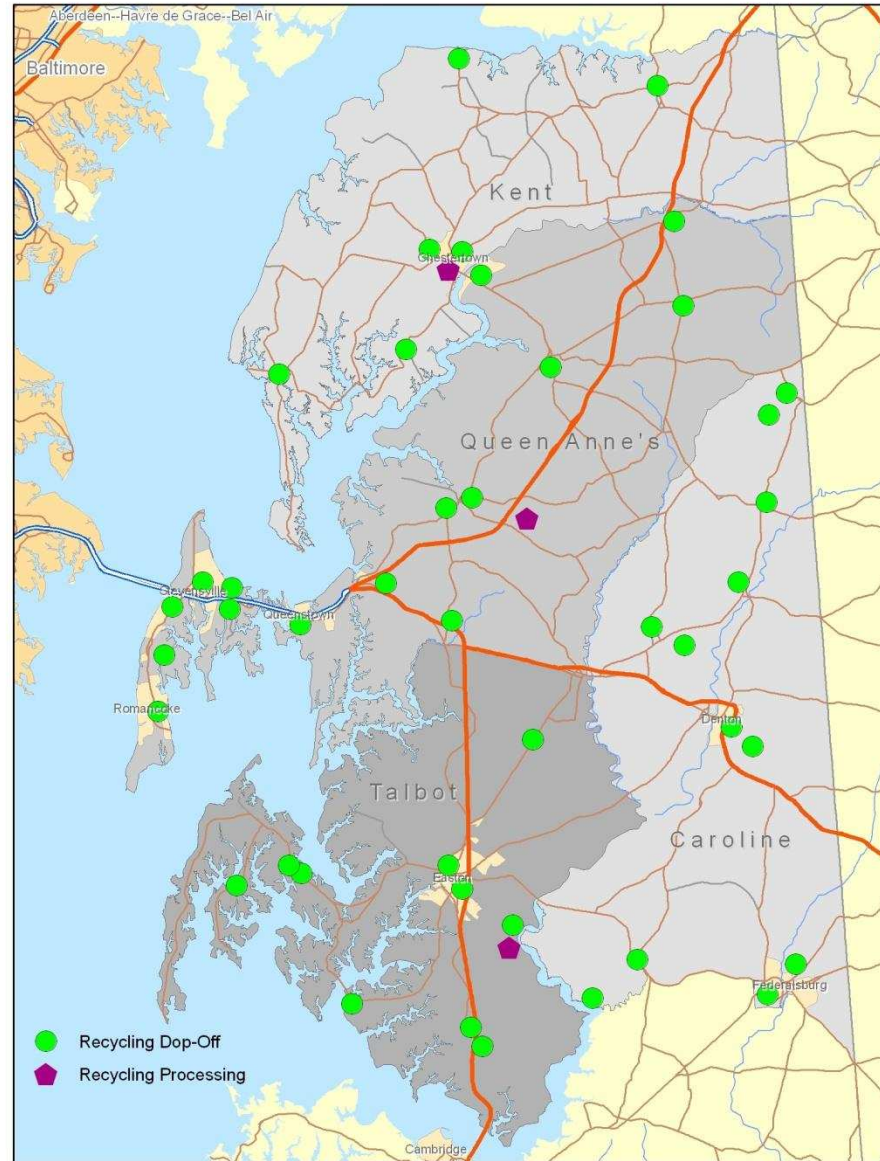 Aberdeen--Havre de Grace--Bel Air
Baltimore
Kent
Chestertown
Queen Anne's
Stevensville
Queenstown
Romancoke
Denton
Talbot
Caroline
Easton
Federalsburg
Recycling Dop-Off
Recycling Processing
Cambridge